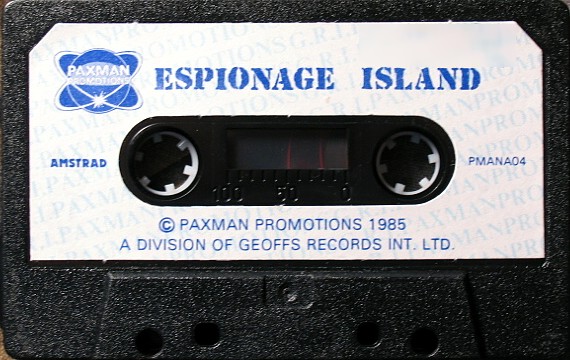 PAXMAN
PROMOTIONS
ESPIONAGE ISLAND
AMSTRAD
PMANA04
100 50 0
© PAXMAN PROMOTIONS 1985
A DIVISION OF GEOFFS RECORDS INT. LTD.